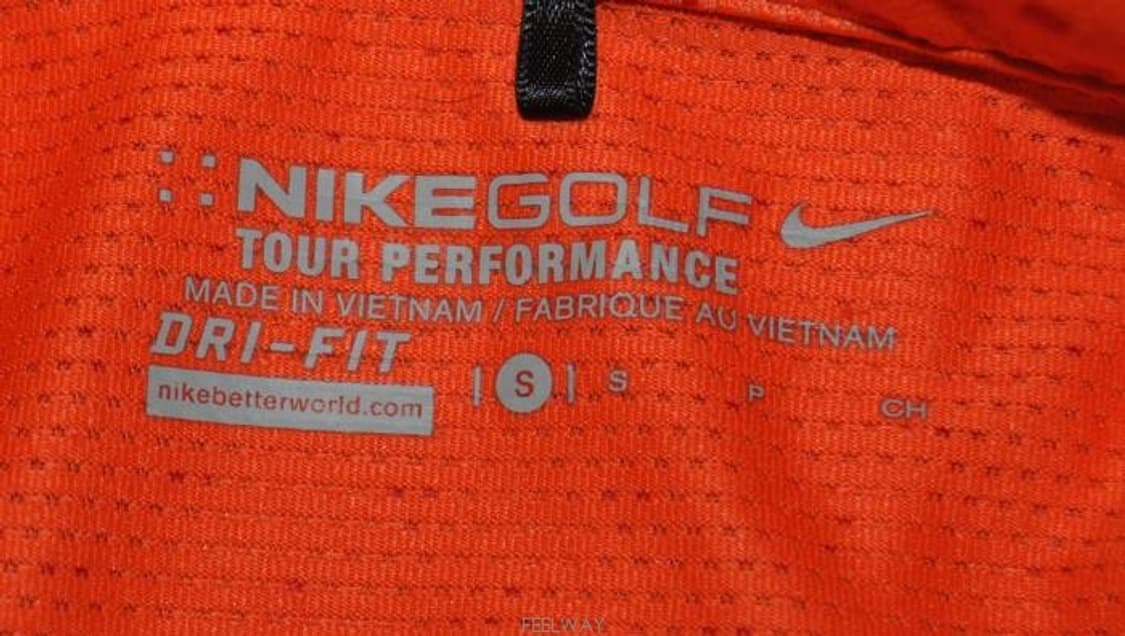 NIKEGOLF
TOUR PERFORMANCE
MADE IN VIETNAM / FABRIQUE AU VIETNAM
DRI-FIT
nikebetterworld.com
| S | S P CH
FEELWAY